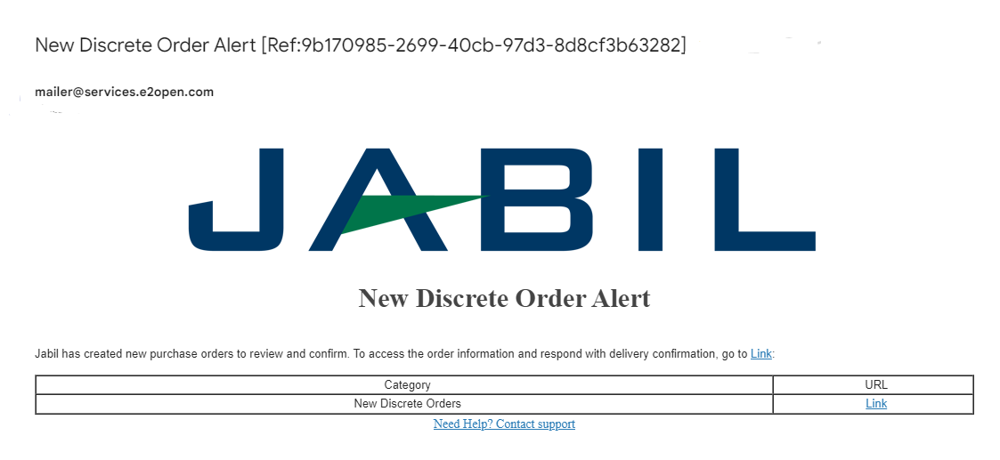 New Discrete Order Alert [Ref:9b170985-2699-40cb-97d3-8d8cf3b63282]
mailer@services.e2open.com
JABIL
New Discrete Order Alert
Jabil has created new purchase orders to review and confirm. To access the order information and respond with delivery confirmation, go to Link:
Category URL
New Discrete Orders Link
Need Help? Contact support